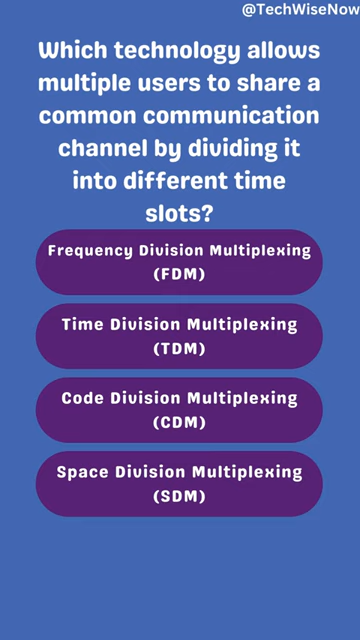 @TechWiseNow
Which technology allows
multiple users to share a
common communication
channel by dividing it
into different time
slots?
Frequency Division Multiplexing
(FDM)
Time Division Multiplexing
(TDM)
Code Division Multiplexing
(CDM)
Space Division Multiplexing
(SDM)